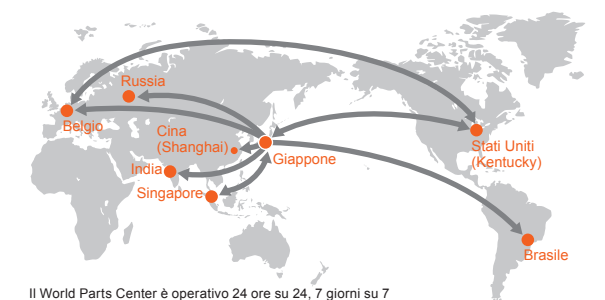 Russia
Belgio
Cina
(Shanghai)
Giappone
India
Singapore
Stati Uniti
(Kentucky)
Brasile
Il World Parts Center è operativo 24 ore su 24, 7 giorni su 7